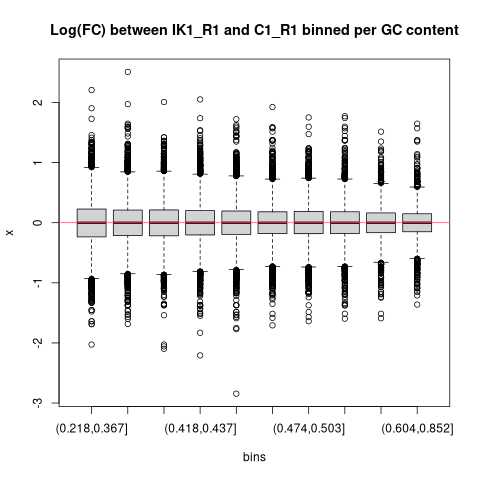 Log(FC) between IK1_R1 and C1_R1 binned per GC content
2
1
0
-1
-2
-3
x
(0.218,0.367] (0.418,0.437] (0.474,0.503] (0.604,0.852]
bins